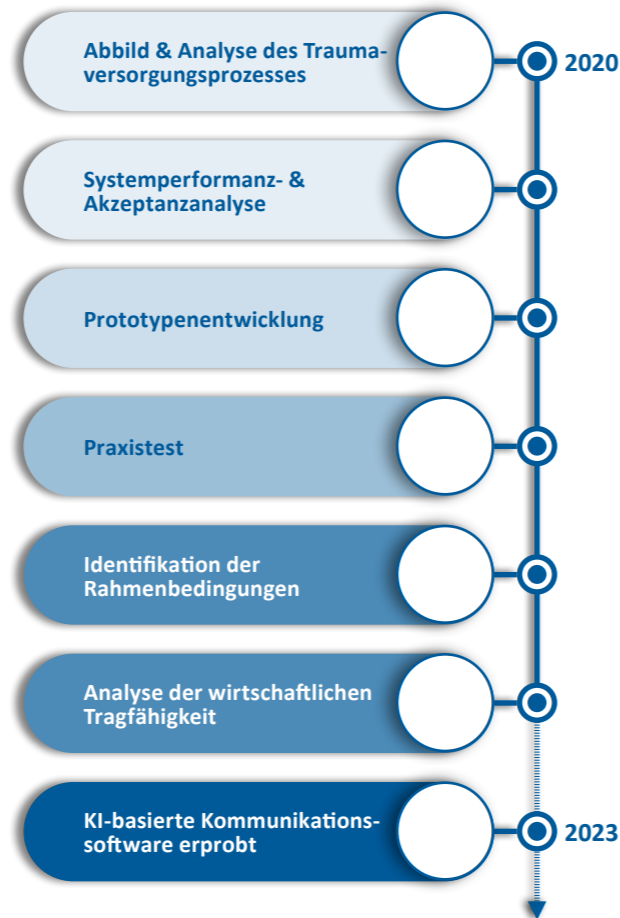 Abbild & Analyse des Trauma-
versorgungsprozesses
2020
Systemperformanz- &
Akzeptanzanalyse
Prototypenentwicklung
Praxistest
Identifikation der
Rahmenbedingungen
Analyse der wirtschaftlichen
Tragfähigkeit
KI-basierte Kommunikations-
software erprobt
2023